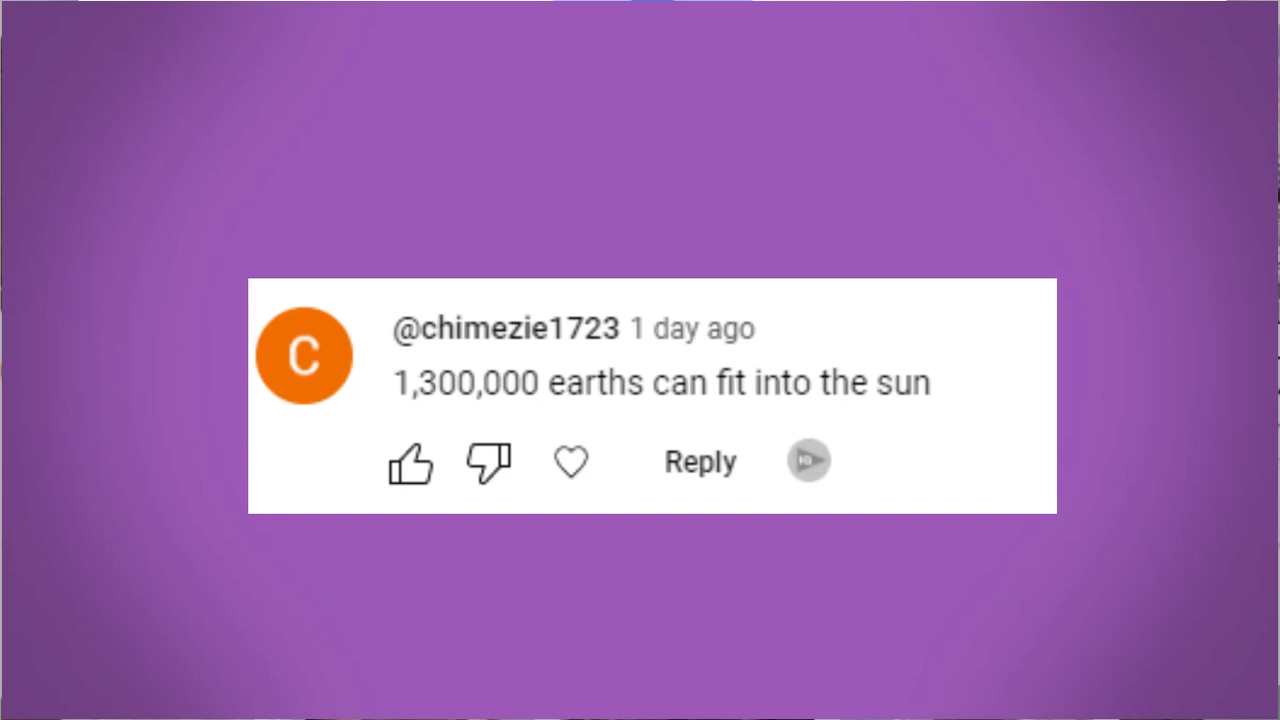 C
@chimezie1723 1 day ago
1,300,000 earths can fit into the sun
Reply